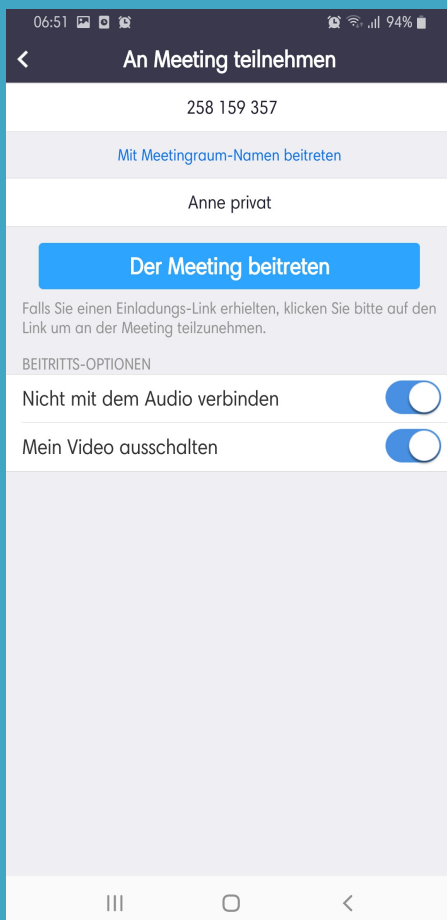 06:51 94%
An Meeting teilnehmen
258 159 357
Mit Meetingraum-Namen beitreten
Anne privat
Der Meeting beitreten
Falls Sie einen Einladungs-Link erhielten, klicken Sie bitte auf den
Link um an der Meeting teilzunehmen.
BEITRITTS-OPTIONEN
Nicht mit dem Audio verbinden
Mein Video ausschalten